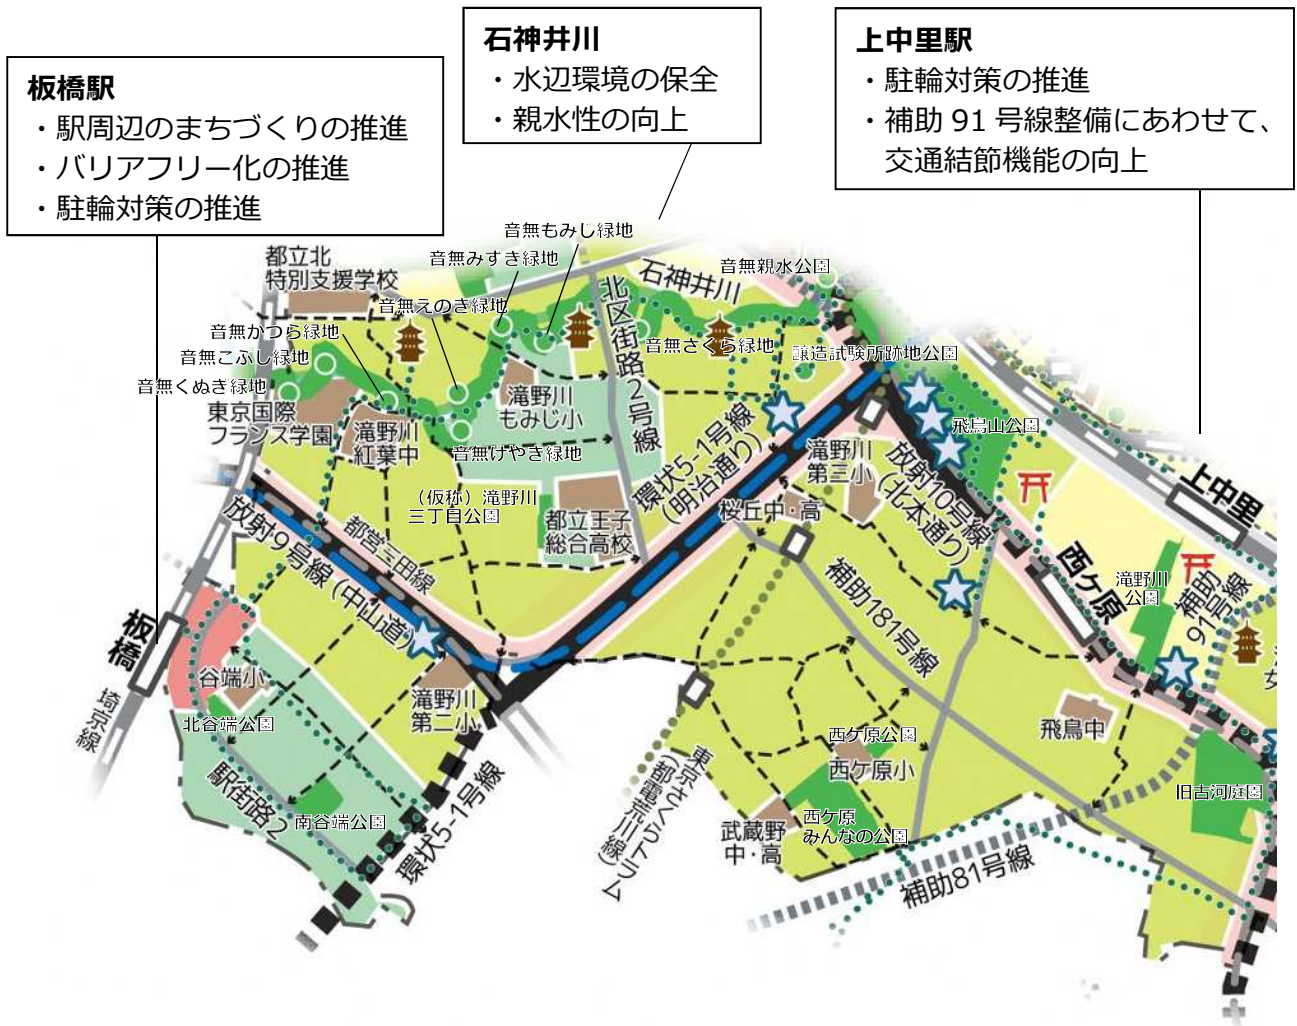 石神井川
・水辺環境の保全
・親水性の向上
上中里駅
・駐輪対策の推進
・補助 91 号線整備にあわせて、
交通結節機能の向上
板橋駅
・駅周辺のまちづくりの推進
・バリアフリー化の推進
・駐輪対策の推進
音無もみじ緑地
都立北
特別支援学校
音無みずき緑地
石神井川
音無親水公園
音無えのき緑地
北区街路2号線
音無かつら緑地
音無さくら緑地
醸造試験所跡地公園
音無こぶし緑地
音無くぬぎ緑地
東京国際
フランス学園
滝野川
紅葉中
滝野川
もみじ小
音無けやき緑地
飛鳥山公園
環状5-1号線
(明治通り)
滝野川
第三小
放射10号線
(北本通り)
上中里
(仮称)滝野川
三丁目公園
都立王子
総合高校
桜丘中・高
放射9号線(中山道)
都営三田線
西ケ原
滝野川
公園
補助
91号線
補助181号線
板橋
埼京線
谷端小
滝野川
第二小
北谷端公園
飛鳥中
西ケ原公園
西ケ原小
旧古河庭園
駅街路2
南谷端公園
環状5-1号線
東京さくらトラム
(都電荒川線)
武蔵野
中・高
西ケ原
みんなの公園
補助81号線
女